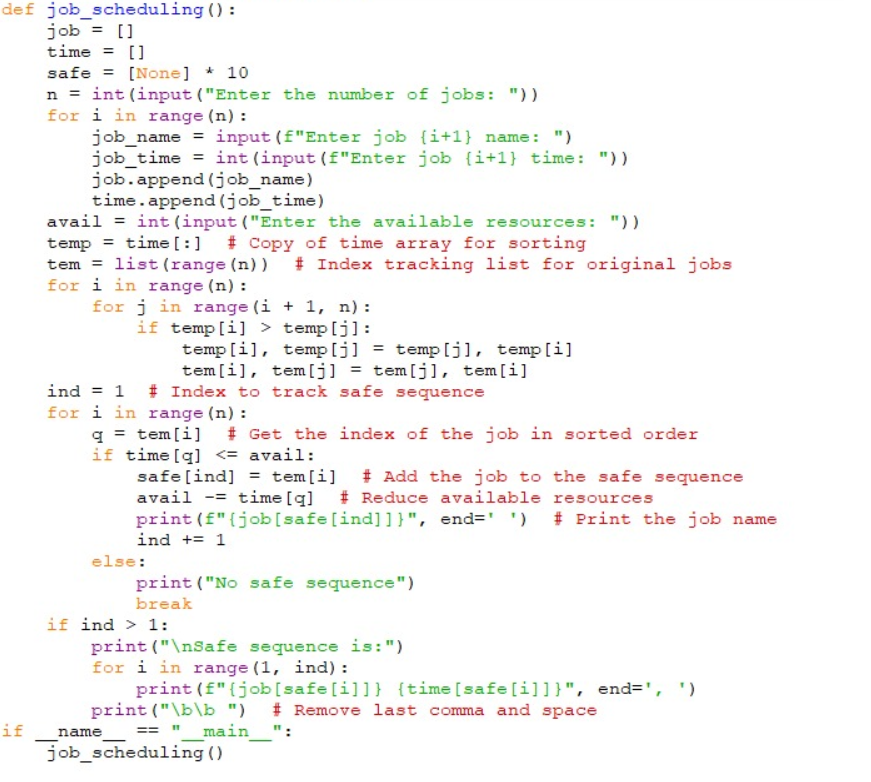 def job_scheduling():
    job = []
    time = []
    safe = [None] * 10
    n = int(input("Enter the number of jobs: "))
    for i in range(n):
        job_name = input(f"Enter job {i+1} name: ")
        job_time = int(input(f"Enter job {i+1} time: "))
        job.append(job_name)
        time.append(job_time)
    avail = int(input("Enter the available resources: "))
    temp = time[:]  # Copy of time array for sorting
    tem = list(range(n))  # Index tracking list for original jobs
    for i in range(n):
        for j in range(i + 1, n):
            if temp[i] > temp[j]:
                temp[i], temp[j] = temp[j], temp[i]
                tem[i], tem[j] = tem[j], tem[i]
    ind = 1  # Index to track safe sequence
    for i in range(n):
        q = tem[i]  # Get the index of the job in sorted order
        if time[q] <= avail:
            safe[ind] = tem[i]  # Add the job to the safe sequence
            avail -= time[q]  # Reduce available resources
            print(f"{job[safe[ind]]}", end=' ')  # Print the job name
            ind += 1
        else:
            print("No safe sequence")
            break
    if ind > 1:
        print("\nSafe sequence is:")
        for i in range(1, ind):
            print(f"{job[safe[i]]} {time[safe[i]]}", end=', ')
        print("\b\b ")  # Remove last comma and space
if __name__ == "__main__":
    job_scheduling()